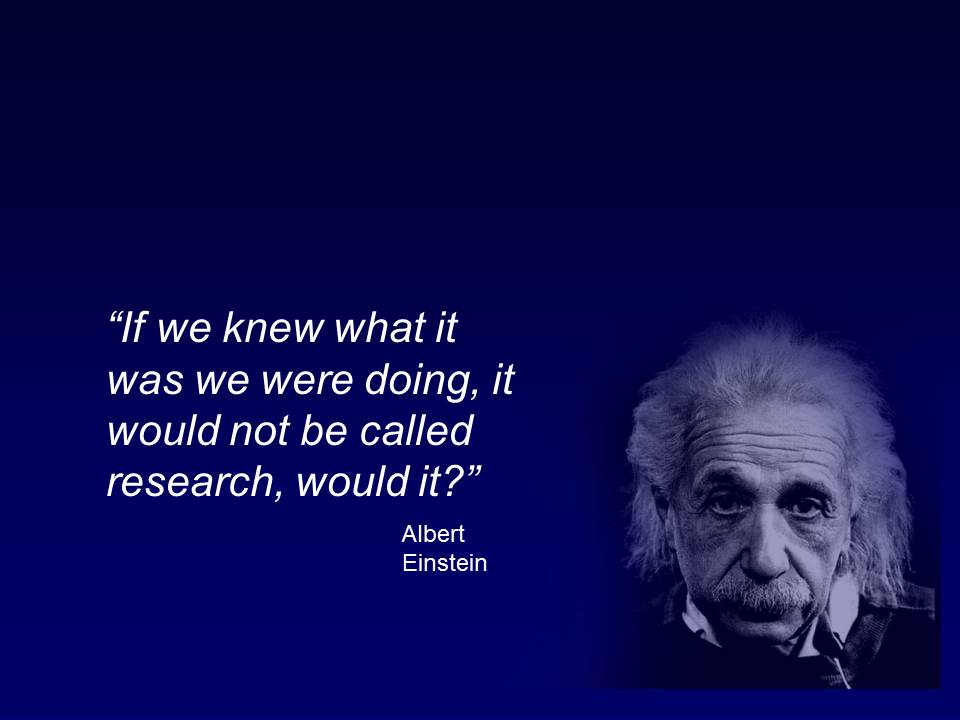 “If we knew what it
was we were doing, it
would not be called
research, would it?”
Albert
Einstein